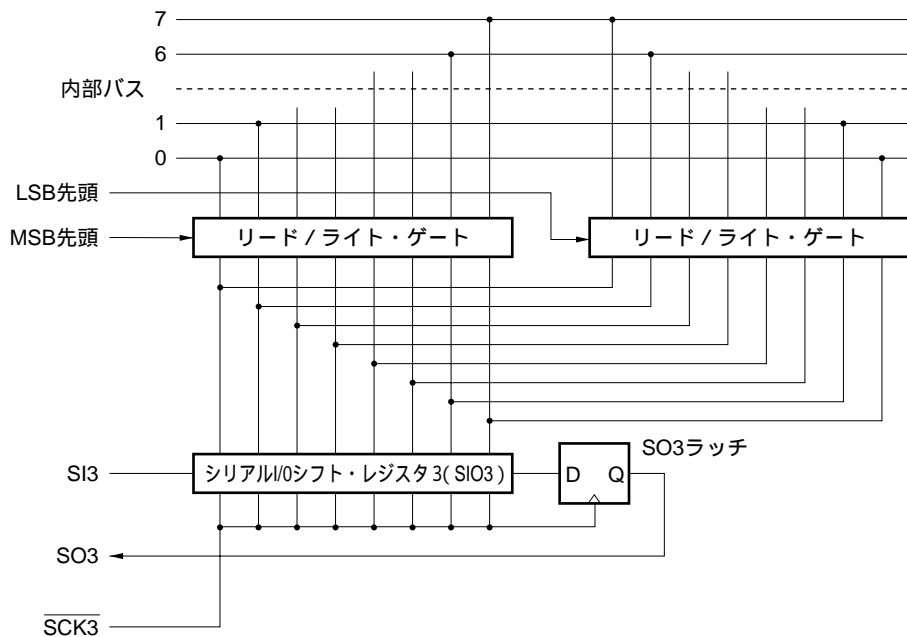 7
6
内部バス
1
0
LSB先頭
MSB先頭
リード／ライト・ゲート
リード／ライト・ゲート
SO3ラッチ
SI3
シリアルI/0シフト・レジスタ3(SIO3)
D Q
SO3
SCK3